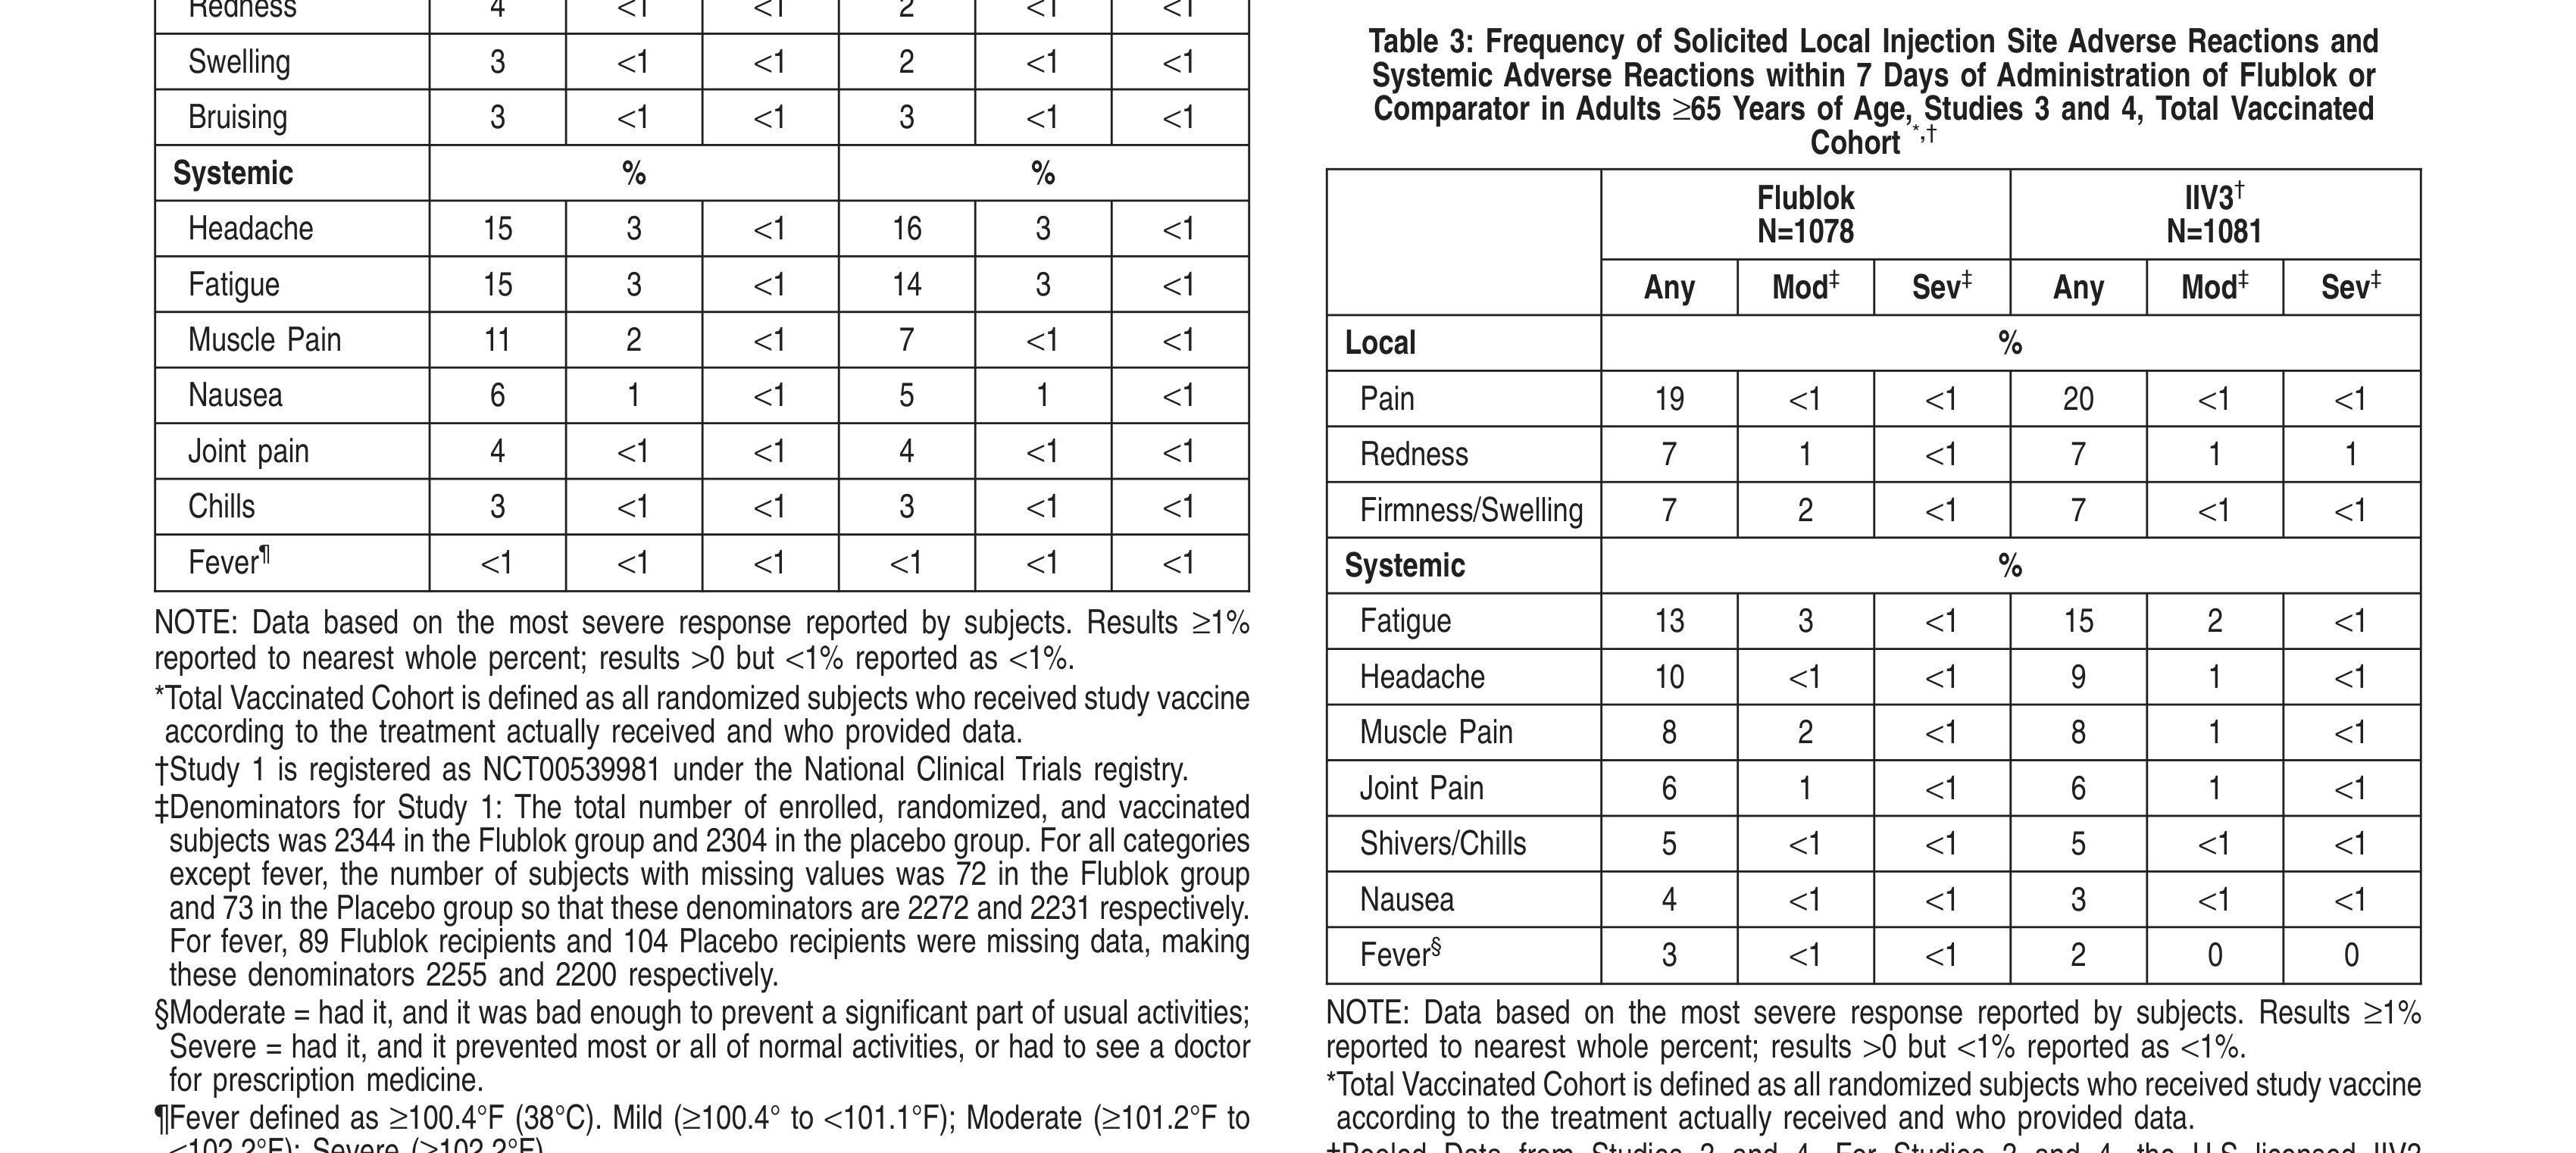 Redness 4 <1 <1 2 <1 <1
Swelling 3 <1 <1 2 <1 <1
Bruising 3 <1 <1 3 <1 <1
Systemic % %
Headache 15 3 <1 16 3 <1
Fatigue 15 3 <1 14 3 <1
Muscle Pain 11 2 <1 7 <1 <1
Nausea 6 1 <1 5 1 <1
Joint pain 4 <1 <1 4 <1 <1
Chills 3 <1 <1 3 <1 <1
Fever¶ <1 <1 <1 <1 <1 <1
NOTE: Data based on the most severe response reported by subjects. Results ≥1%
reported to nearest whole percent; results >0 but <1% reported as <1%.
*Total Vaccinated Cohort is defined as all randomized subjects who received study vaccine
according to the treatment actually received and who provided data.
†Study 1 is registered as NCT00539981 under the National Clinical Trials registry.
‡Denominators for Study 1: The total number of enrolled, randomized, and vaccinated
subjects was 2344 in the Flublok group and 2304 in the placebo group. For all categories
except fever, the number of subjects with missing values was 72 in the Flublok group
and 73 in the Placebo group so that these denominators are 2272 and 2231 respectively.
For fever, 89 Flublok recipients and 104 Placebo recipients were missing data, making
these denominators 2255 and 2200 respectively.
§Moderate = had it, and it was bad enough to prevent a significant part of usual activities;
Severe = had it, and it prevented most or all of normal activities, or had to see a doctor
for prescription medicine.
¶Fever defined as ≥100.4°F (38°C). Mild (≥100.4° to <101.1°F); Moderate (≥101.2°F to
<102.2°F); Severe (≥102.2°F)
Table 3: Frequency of Solicited Local Injection Site Adverse Reactions and
Systemic Adverse Reactions within 7 Days of Administration of Flublok or
Comparator in Adults ≥65 Years of Age, Studies 3 and 4, Total Vaccinated
Cohort *,†
Flublok IIV3†
N=1078 N=1081
Any Mod‡ Sev‡ Any Mod‡ Sev‡
Local %
Pain 19 <1 <1 20 <1 <1
Redness 7 1 <1 7 1 1
Firmness/Swelling 7 2 <1 7 <1 <1
Systemic %
Fatigue 13 3 <1 15 2 <1
Headache 10 <1 <1 9 1 <1
Muscle Pain 8 2 <1 8 1 <1
Joint Pain 6 1 <1 6 1 <1
Shivers/Chills 5 <1 <1 5 <1 <1
Nausea 4 <1 <1 3 <1 <1
Fever§ 3 <1 <1 2 0 0
NOTE: Data based on the most severe response reported by subjects. Results ≥1%
reported to nearest whole percent; results >0 but <1% reported as <1%.
*Total Vaccinated Cohort is defined as all randomized subjects who received study vaccine
according to the treatment actually received and who provided data.
†Pooled Data from Studies 3 and 4. For Studies 3 and 4, the U.S.-licensed IIV3